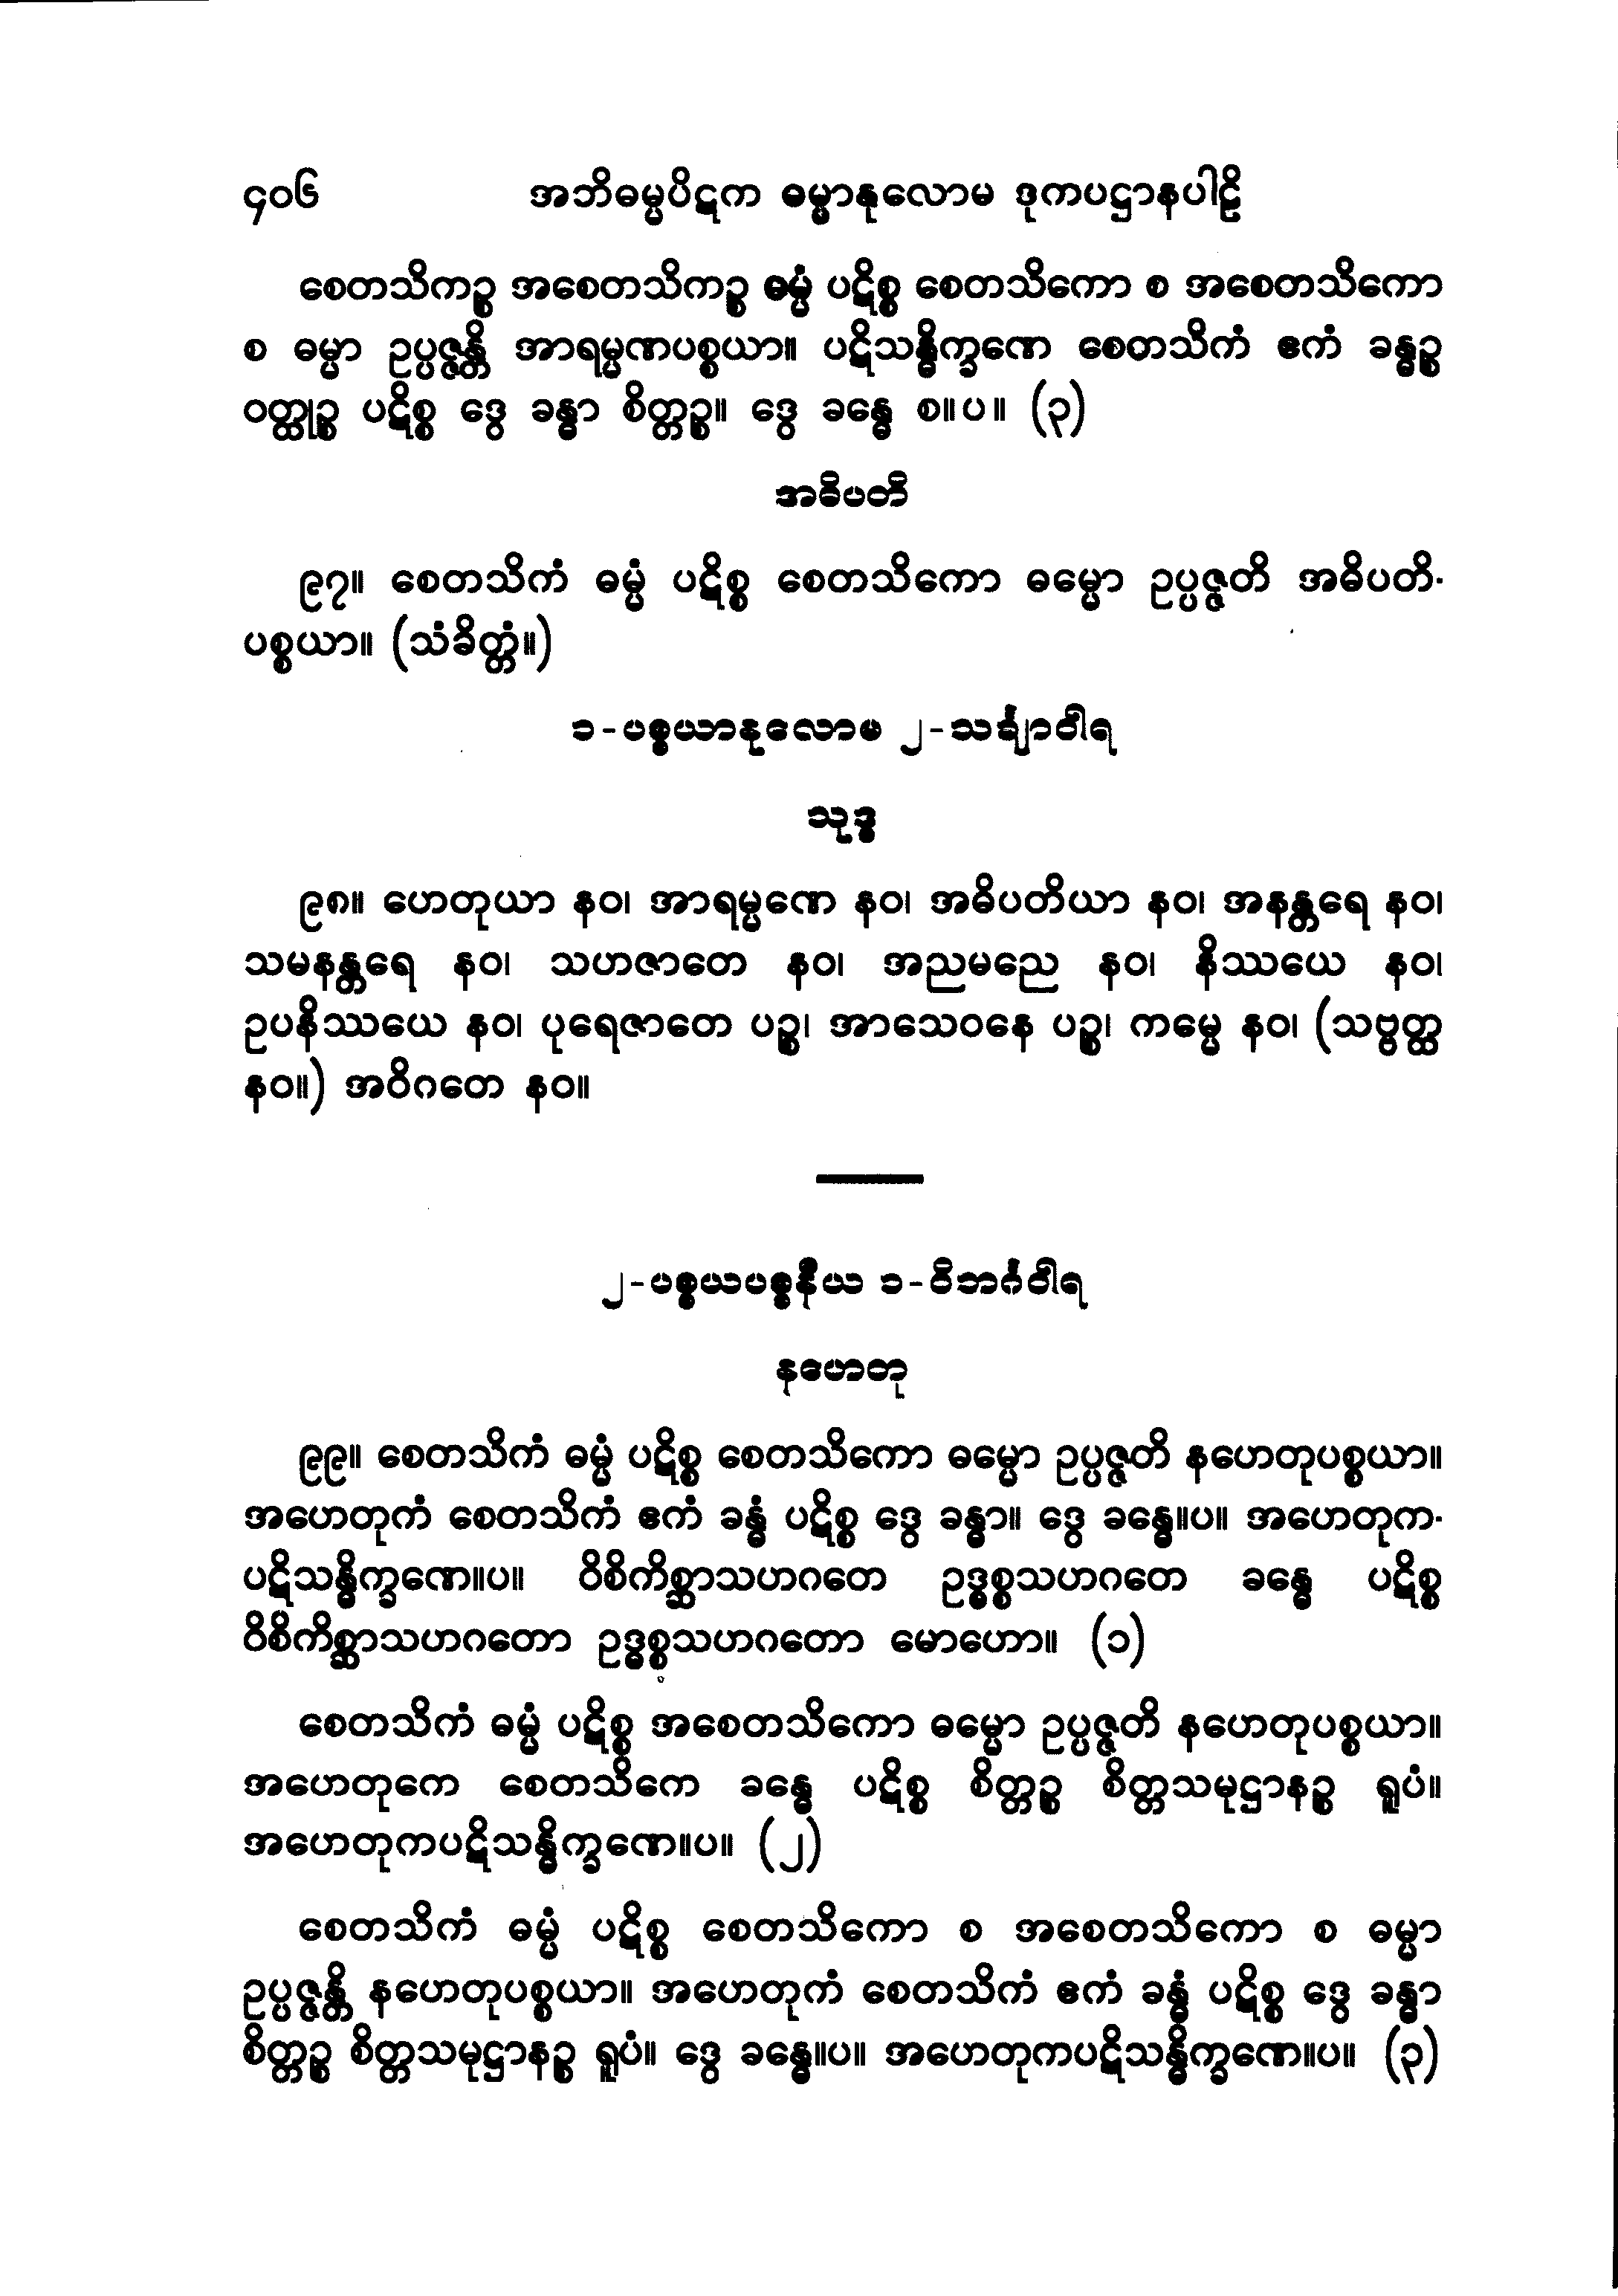 ၄၀၆ အဘိဓမ္မပိဋက ဓမ္မာနုလောမ ဒုကပဋ္ဌာနပါဠိ
စေတသိကဉ္စ အစေတသိကဉ္စ ဓမ္မံ ပဋိစ္စ စေတသိကော စ အစေတသိကော
စ ဓမ္မာ ဥပ္ပဇ္ဇန္တိ အာရမ္မဏပစ္စယာ။ ပဋိသန္ဓိက္ခဏေ စေတသိကံ ဧကံ ခန္ဓဉ္စ
ဝတ္ထုဉ္စ ပဋိစ္စ ဒွေ ခန္ဓာ စိတ္တဉ္စ။ ဒွေ ခန္ဓေ စ။ပ။ (၃)
အဓိပတိ
၉၇။ စေတသိကံ ဓမ္မံ ပဋိစ္စ စေတသိကော ဓမ္မော ဥပ္ပဇ္ဇတိ အဓိပတိ-
ပစ္စယာ။ (သံခိတ္တံ။)
၁-ပစ္စယာနုလောမ ၂-သင်္ချာဝါရ
သုဒ္ဓ
၉၈။ ဟေတုယာ နဝ၊ အာရမ္မဏေ နဝ၊ အဓိပတိယာ နဝ၊ အနန္တရေ နဝ၊
သမနန္တရေ နဝ၊ သဟဇာတေ နဝ၊ အညမညေ နဝ၊ နိဿယေ နဝ၊
ဥပနိဿယေ နဝ၊ ပုရေဇာတေ ပဉ္စ၊ အာသေဝနေ ပဉ္စ၊ ကမ္မေ နဝ၊ (သဗ္ဗတ္ထ
နဝ။) အဝိဂတေ နဝ။
၂-ပစ္စယပစ္စနီယ ၁-ဝိဘင်္ဂဝါရ
နဟေတု
၉၉။ စေတသိကံ ဓမ္မံ ပဋိစ္စ စေတသိကော ဓမ္မော ဥပ္ပဇ္ဇတိ နဟေတုပစ္စယာ။
အဟေတုကံ စေတသိကံ ဧကံ ခန္ဓံ ပဋိစ္စ ဒွေ ခန္ဓာ။ ဒွေ ခန္ဓေ။ပ။ အဟေတုက-
ပဋိသန္ဓိက္ခဏေ။ပ။ ဝိစိကိစ္ဆာသဟဂတေ ဥဒ္ဓစ္စသဟဂတေ ခန္ဓေ ပဋိစ္စ
ဝိစိကိစ္ဆာသဟဂတော ဥဒ္ဓစ္စသဟဂတော မောဟော။ (၁)
စေတသိကံ ဓမ္မံ ပဋိစ္စ အစေတသိကော ဓမ္မော ဥပ္ပဇ္ဇတိ နဟေတုပစ္စယာ။
အဟေတုကေ စေတသိကေ ခန္ဓေ ပဋိစ္စ စိတ္တဉ္စ စိတ္တသမုဋ္ဌာနဉ္စ ရူပံ။
အဟေတုကပဋိသန္ဓိက္ခဏေ။ပ။ (၂)
စေတသိကံ ဓမ္မံ ပဋိစ္စ စေတသိကော စ အစေတသိကော စ ဓမ္မာ
ဥပ္ပဇ္ဇန္တိ နဟေတုပစ္စယာ။ အဟေတုကံ စေတသိကံ ဧကံ ခန္ဓံ ပဋိစ္စ ဒွေ ခန္ဓာ
စိတ္တဉ္စ စိတ္တသမုဋ္ဌာနဉ္စ ရူပံ။ ဒွေ ခန္ဓေ။ပ။ အဟေတုကပဋိသန္ဓိက္ခဏေ။ပ။ (၃)